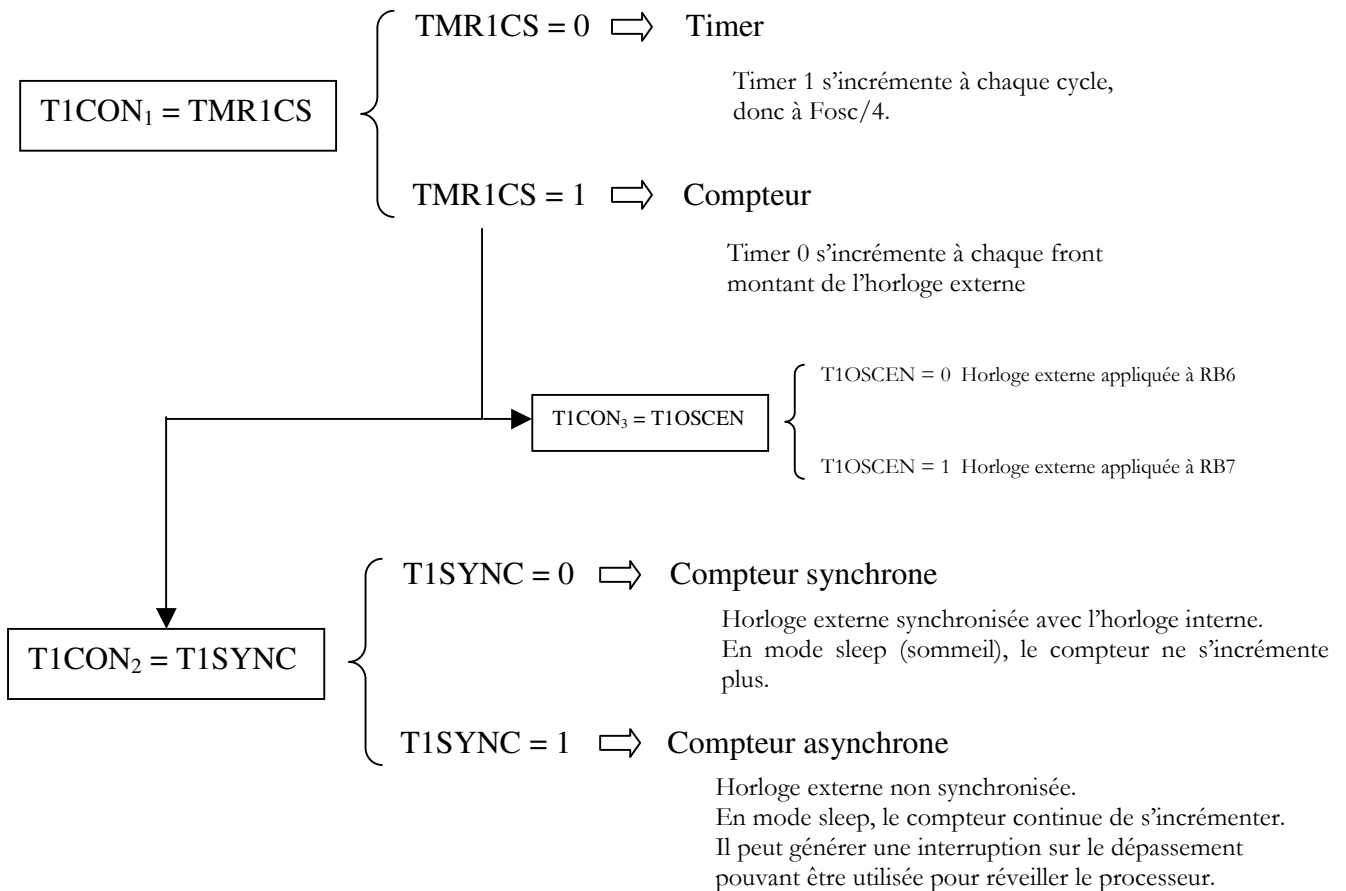 TMR1CS = 0 ⇨ Timer
Timer 1 s’incrémente à chaque cycle,
donc à Fosc/4.
T1CON₁ = TMR1CS
TMR1CS = 1 ⇨ Compteur
Timer 0 s’incrémente à chaque front
montant de l’horloge externe
T1OSCEN = 0 Horloge externe appliquée à RB6
T1CON₃ = T1OSCEN
T1OSCEN = 1 Horloge externe appliquée à RB7
T1SYNC = 0 ⇨ Compteur synchrone
Horloge externe synchronisée avec l’horloge interne.
En mode sleep (sommeil), le compteur ne s’incrémente
plus.
T1CON₂ = T1SYNC
T1SYNC = 1 ⇨ Compteur asynchrone
Horloge externe non synchronisée.
En mode sleep, le compteur continue de s’incrémenter.
Il peut générer une interruption sur le dépassement
pouvant être utilisée pour réveiller le processeur.